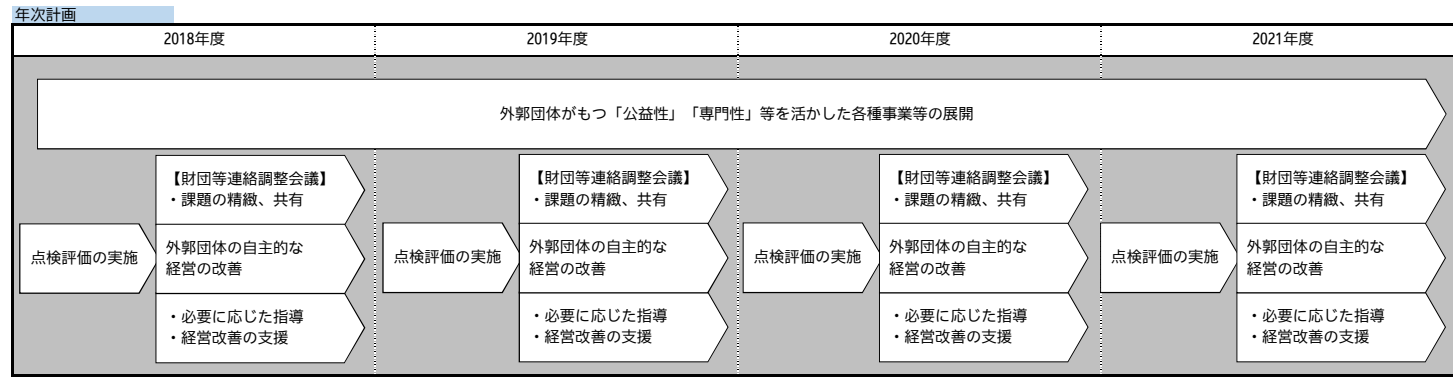 年次計画
2018年度
2019年度
2020年度
2021年度
外郭団体がもつ「公益性」「専門性」等を活かした各種事業等の展開
点検評価の実施
【財団等連絡調整会議】
・課題の精緻、共有
外郭団体の自主的な
経営の改善
・必要に応じた指導
・経営改善の支援
点検評価の実施
【財団等連絡調整会議】
・課題の精緻、共有
外郭団体の自主的な
経営の改善
・必要に応じた指導
・経営改善の支援
点検評価の実施
【財団等連絡調整会議】
・課題の精緻、共有
外郭団体の自主的な
経営の改善
・必要に応じた指導
・経営改善の支援
点検評価の実施
【財団等連絡調整会議】
・課題の精緻、共有
外郭団体の自主的な
経営の改善
・必要に応じた指導
・経営改善の支援